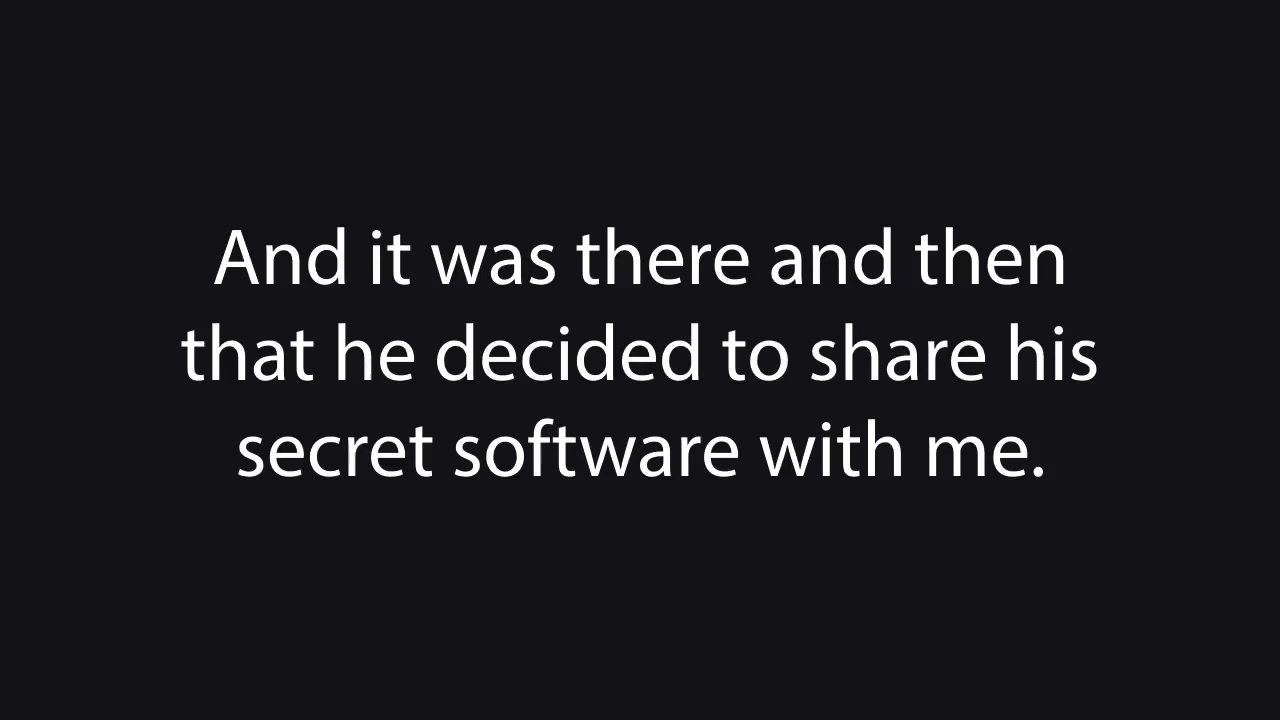 And it was there and then
that he decided to share his
secret software with me.